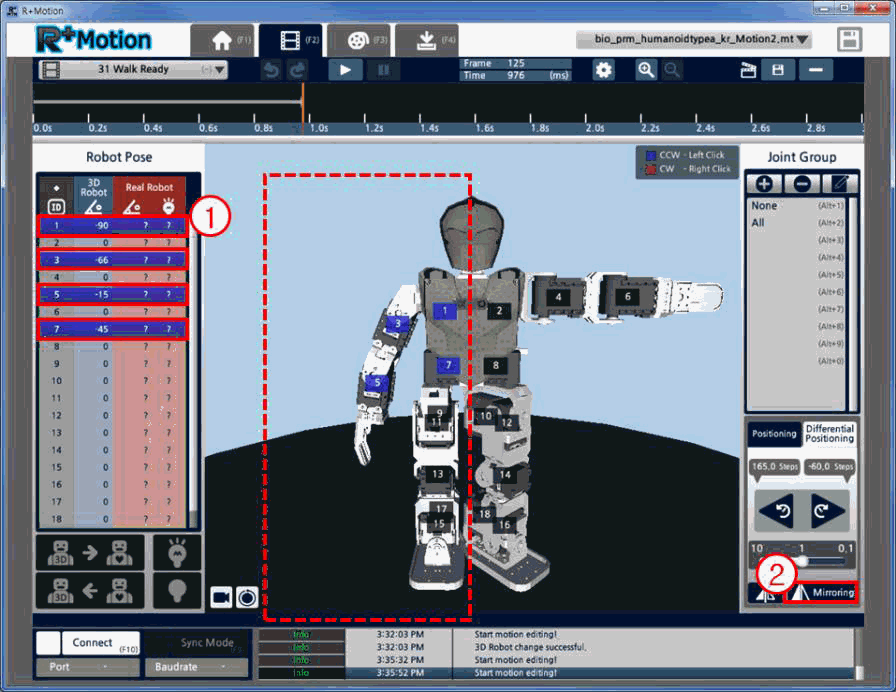 R+Motion
R+Motion
(F1)
(F2)
(F3)
(F4)
bio_prm_humanoidtypea_kr_Motion2.mt
31 Walk Ready
(-)
Frame 125
Time 976 (ms)
0.0s 0.2s 0.4s 0.6s 0.8s 1.0s 1.2s 1.4s 1.6s 1.8s 2.0s 2.2s 2.4s 2.6s 2.8s 3.
Robot Pose
3D Robot
Real Robot
ID
1 -90 ? ?
2 0 ? ?
3 -66 ? ?
4 0 ? ?
5 -15 ? ?
6 0 ? ?
7 -45 ? ?
8 0 ? ?
9 0 ? ?
10 0 ? ?
11 0 ? ?
12 0 ? ?
13 0 ? ?
14 0 ? ?
15 0 ? ?
16 0 ? ?
17 0 ? ?
18 0 ? ?
1
3D
3D
CCW - Left Click
CW - Right Click
1
2
3
4
6
5
7
8
9
10
11
12
13
14
17
18
15
16
Joint Group
None (Alt+1)
All (Alt+2)
(Alt+3)
(Alt+4)
(Alt+5)
(Alt+6)
(Alt+7)
(Alt+8)
(Alt+9)
(Alt+0)
Positioning
Differential
Positioning
165.0 Steps
-60.0 Steps
10 1 0.1
2
Mirroring
Connect
(F10)
Sync Mode
Port
Baudrate
Info 3:32:03 PM Start motion editing!
Info 3:32:03 PM 3D Robot change successful.
Info 3:35:32 PM Start motion editing!
Info 3:35:52 PM Start motion editing!